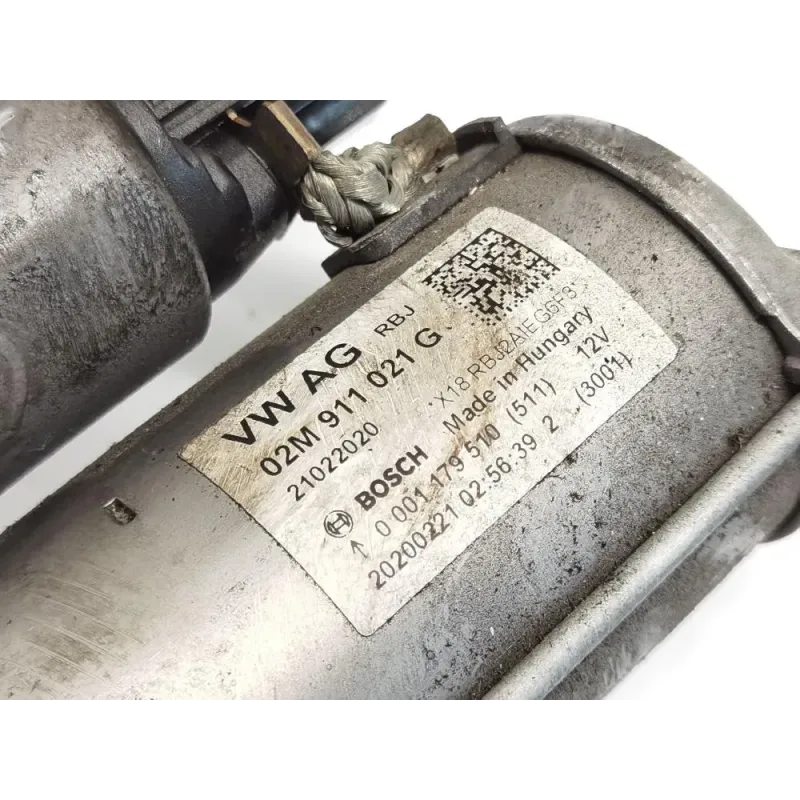 VW AG RBJ
02M 911 021 G
21022020 *X18.RBJ2AIEG6F8*
BOSCH Made in Hungary
↑ 0 001 179 510 (511) 12V
20200221 02:56:39 2 (3001)